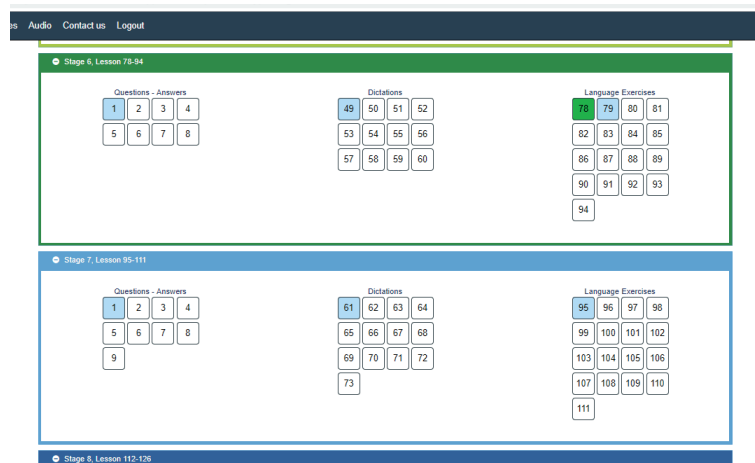 Audio Contact us Logout
Stage 6, Lesson 78-94
Questions - Answers
1 2 3 4
5 6 7 8
Dictations
49 50 51 52
53 54 55 56
57 58 59 60
Language Exercises
78 79 80 81
82 83 84 85
86 87 88 89
90 91 92 93
94
Stage 7, Lesson 95-111
Questions - Answers
1 2 3 4
5 6 7 8
9
Dictations
61 62 63 64
65 66 67 68
69 70 71 72
73
Language Exercises
95 96 97 98
99 100 101 102
103 104 105 106
107 108 109 110
111
Stage 8, Lesson 112-126